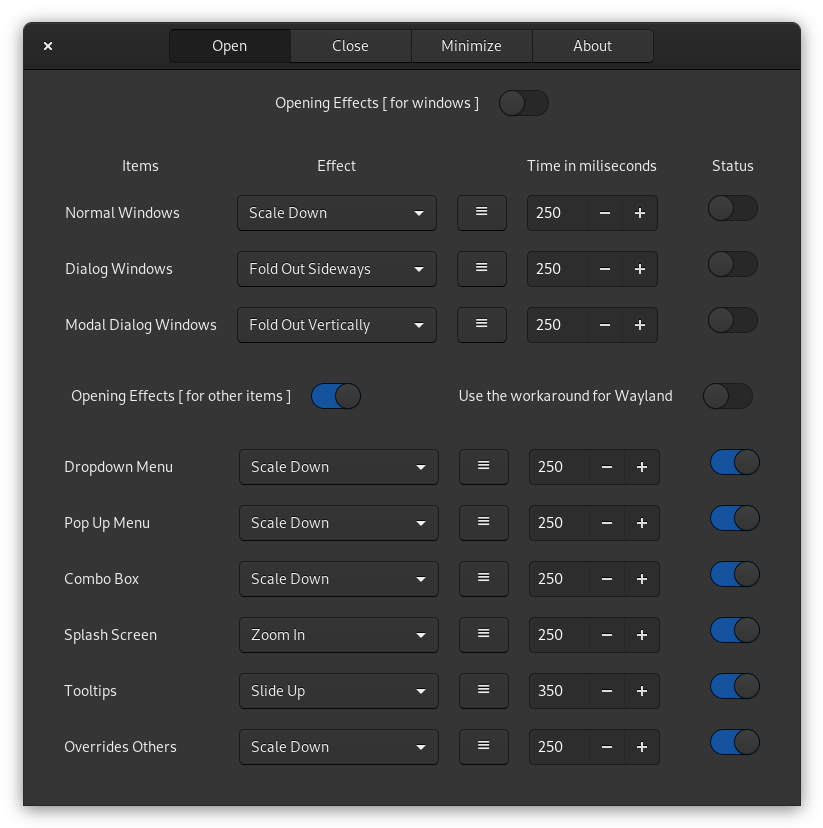 Open Close Minimize About
Opening Effects [ for windows ]
Items Effect Time in miliseconds Status
Normal Windows Scale Down 250
Dialog Windows Fold Out Sideways 250
Modal Dialog Windows Fold Out Vertically 250
Opening Effects [ for other items ] Use the workaround for Wayland
Dropdown Menu Scale Down 250
Pop Up Menu Scale Down 250
Combo Box Scale Down 250
Splash Screen Zoom In 250
Tooltips Slide Up 350
Overrides Others Scale Down 250